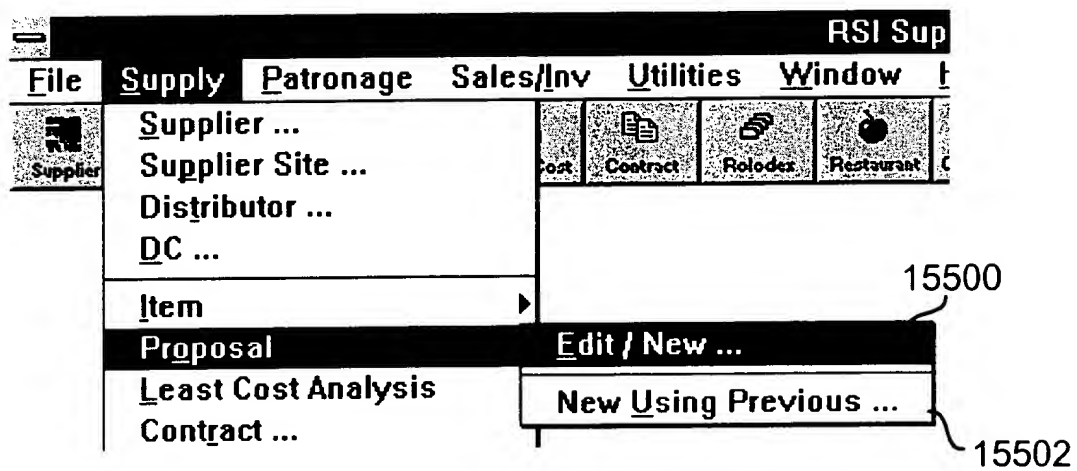 RSI Sup
File Supply Patronage Sales/Inv Utilities Window
Supplier Cost Contract Rolodex Restaurant
Supplier ...
Supplier Site ...
Distributor ...
DC ...
15500
Item
Proposal Edit / New ...
Least Cost Analysis
New Using Previous ...
Contract ...
15502